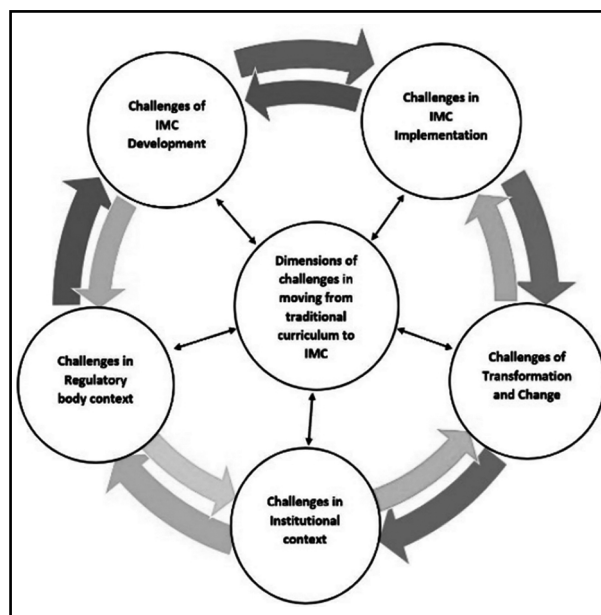 Challenges of
IMC
Development
Challenges in
IMC
Implementation
Dimensions of
challenges in
moving from
traditional
curriculum to
IMC
Challenges in
Regulatory
body context
Challenges of
Transformation
and Change
Challenges in
Institutional
context